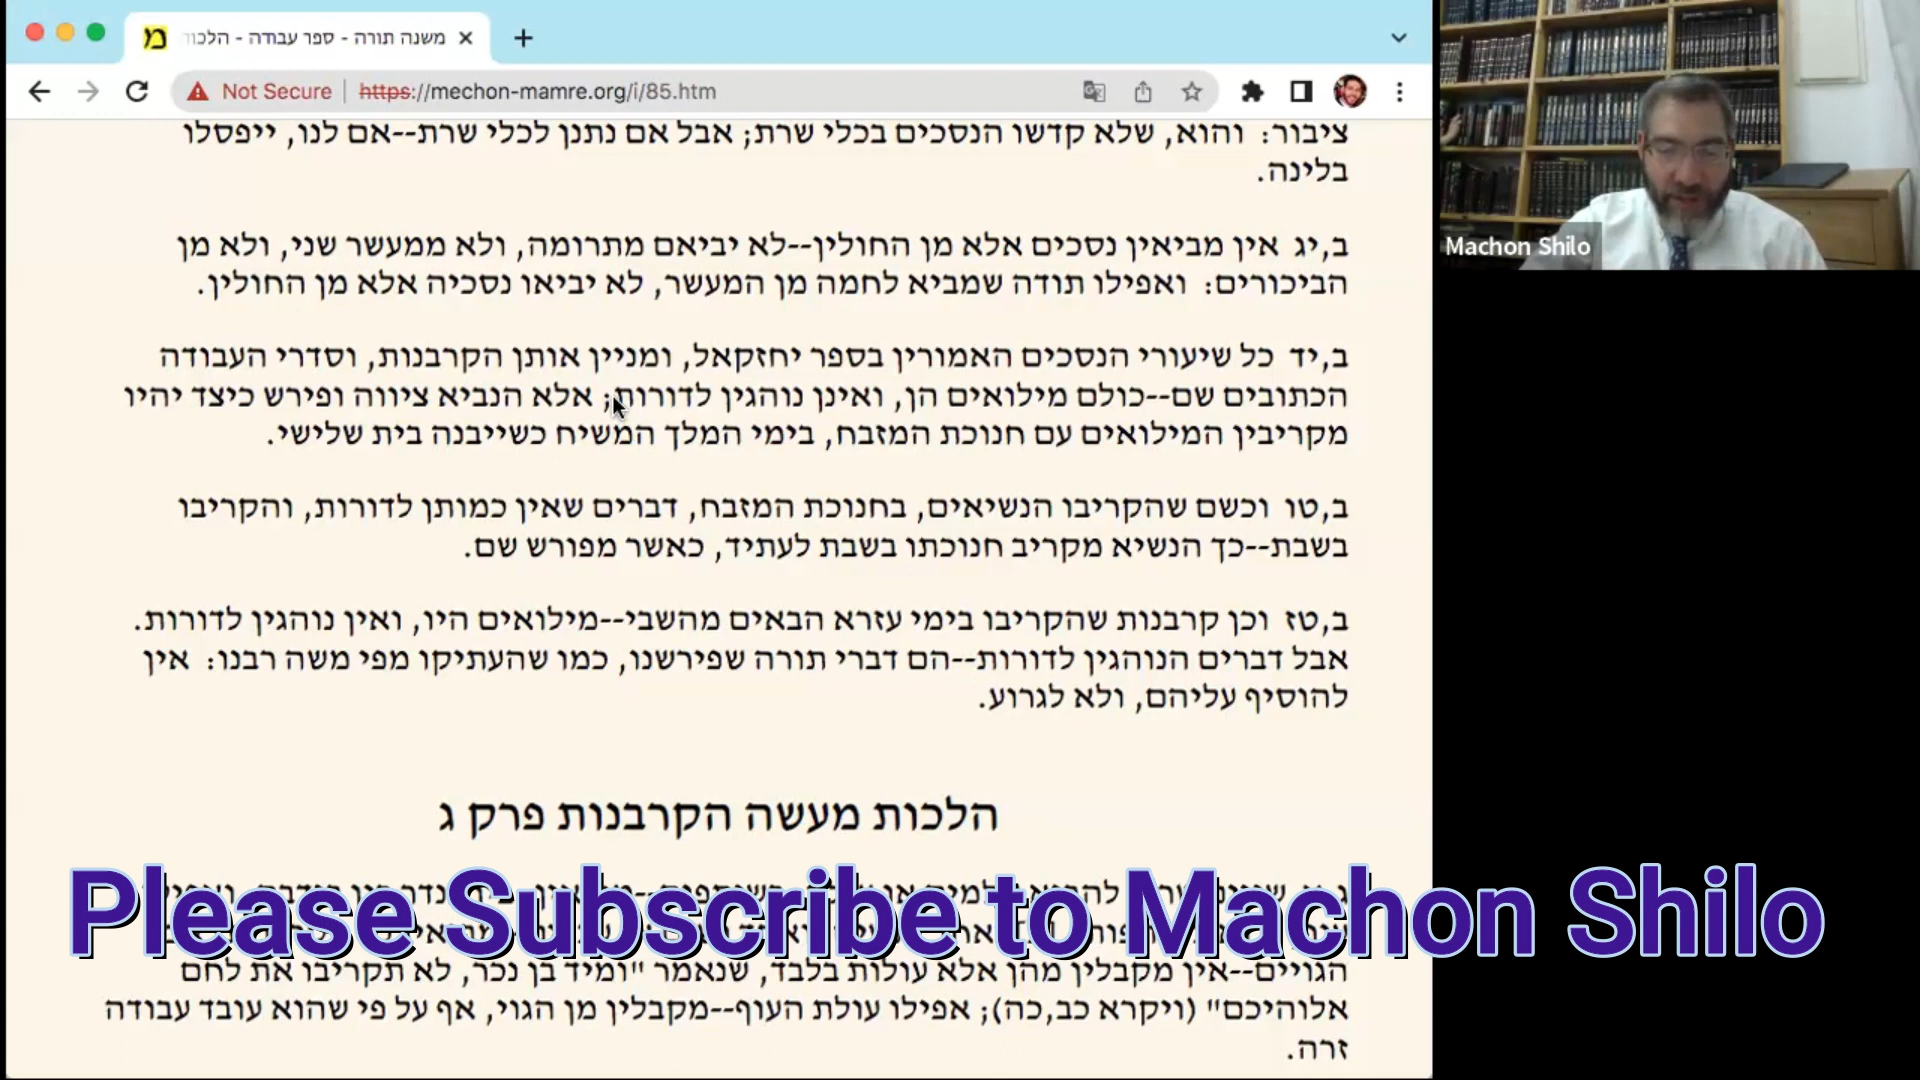 משנה תורה - ספר עבודה - הלכור
Not Secure
https://mechon-mamre.org/i/85.htm
ציבור: והוא, שלא קדשו הנסכים בכלי שרת; אבל אם נתנן לכלי שרת--אם לנו, ייפסלו
בלינה.
ב,יג אין מביאין נסכים אלא מן החולין--לא יביאם מתרומה, ולא ממעשר שני, ולא מן
הביכורים: ואפילו תודה שמביא לחמה מן המעשר, לא יביאו נסכיה אלא מן החולין.
ב,יד כל שיעורי הנסכים האמורין בספר יחזקאל, ומניין אותן הקרבנות, וסדרי העבודה
הכתובים שם--כולם מילואים הן, ואינן נוהגין לדורות; אלא הנביא ציווה ופירש כיצד יהיו
מקריבין המילואים עם חנוכת המזבח, בימי המלך המשיח כשייבנה בית שלישי.
ב,טו וכשם שהקריבו הנשיאים, בחנוכת המזבח, דברים שאין כמותן לדורות, והקריבו
בשבת--כך הנשיא מקריב חנוכתו בשבת לעתיד, כאשר מפורש שם.
ב,טז וכן קרבנות שהקריבו בימי עזרא הבאים מהשבי--מילואים היו, ואין נוהגין לדורות.
אבל דברים הנוהגין לדורות--הם דברי תורה שפירשנו, כמו שהעתיקו מפי משה רבנו: אין
להוסיף עליהם, ולא לגרוע.
הלכות מעשה הקרבנות פרק ג
Please Subscribe to Machon Shilo
הגויים--אין מקבלין מהן אלא עולות בלבד, שנאמר "ומיד בן נכר, לא תקריבו את לחם
אלוהיכם" (ויקרא כב,כה); אפילו עולת העוף--מקבלין מן הגוי, אף על פי שהוא עובד עבודה
זרה.
Machon Shilo